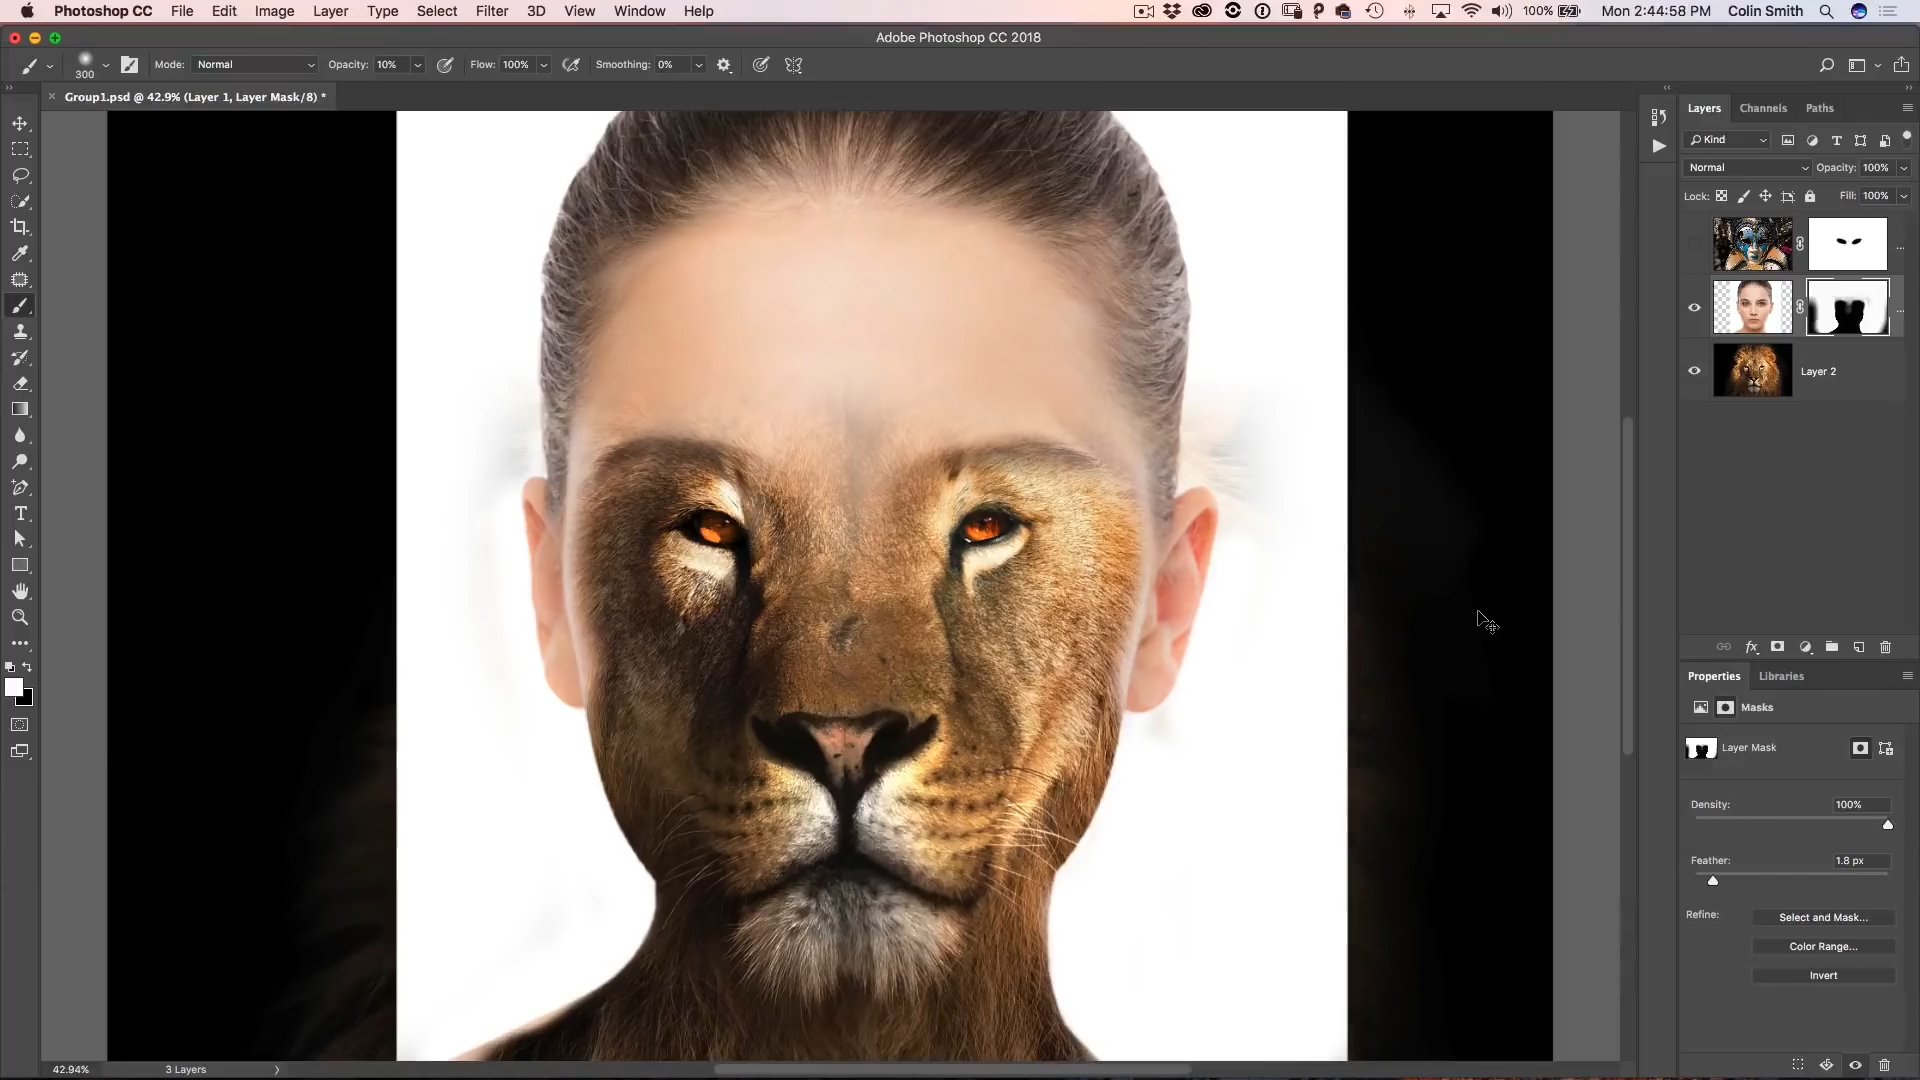 Photoshop CC File Edit Image Layer Type Select Filter 3D View Window Help 100% Mon 2:44:58 PM Colin Smith
Adobe Photoshop CC 2018
300 Mode: Normal Opacity: 10% Flow: 100% Smoothing: 0%
Group1.psd @ 42.9% (Layer 1, Layer Mask/8) *
Layers Channels Paths
Kind
Normal Opacity: 100%
Lock: Fill: 100%
...
...
Layer 2
fx
Properties Libraries
Masks
Layer Mask
Density: 100%
Feather: 1.8 px
Refine: Select and Mask...
Color Range...
Invert
42.94% 3 Layers